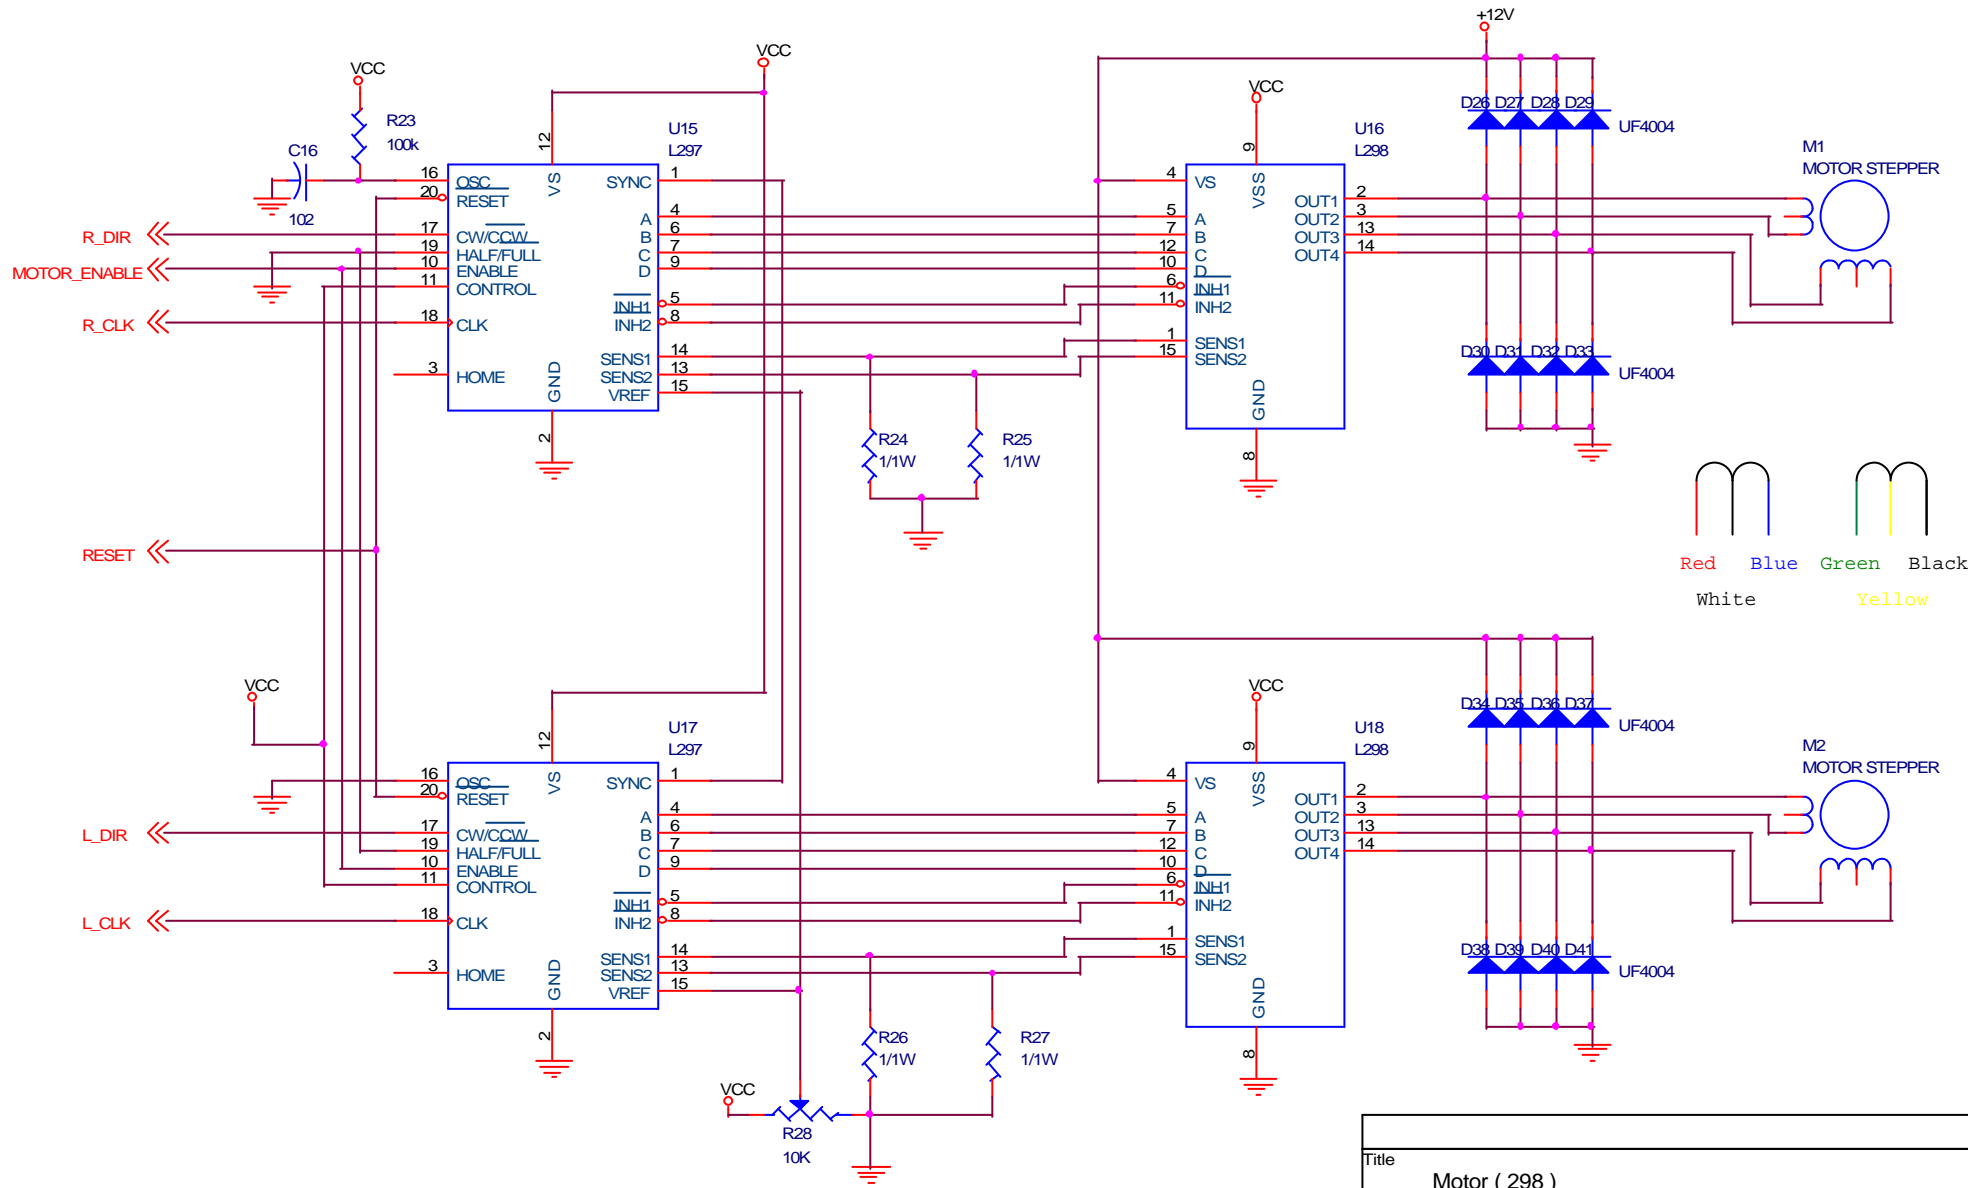 +12V
VCC
VCC
VCC
R23
100k
C16
102
U15
L297
U16
L298
D26 D27 D28 D29
UF4004
M1
MOTOR STEPPER
R_DIR
MOTOR_ENABLE
R_CLK
16 OSC
20 RESET
17 CW/CCW
19 HALF/FULL
10 ENABLE
11 CONTROL
18 CLK
3 HOME
12 VS
2 GND
SYNC 1
A 4
B 6
C 7
D 9
INH1 5
INH2 8
SENS1 14
SENS2 13
VREF 15
4 VS
9 VSS
5 A
7 B
12 C
10 D
6 INH1
11 INH2
1 SENS1
15 SENS2
8 GND
OUT1 2
OUT2 3
OUT3 13
OUT4 14
D30 D31 D32 D33
UF4004
R24
1/1W
R25
1/1W
RESET
Red Blue Green Black
White Yellow
VCC
VCC
U17
L297
U18
L298
D34 D35 D36 D37
UF4004
M2
MOTOR STEPPER
L_DIR
L_CLK
16 OSC
20 RESET
17 CW/CCW
19 HALF/FULL
10 ENABLE
11 CONTROL
18 CLK
3 HOME
12 VS
2 GND
SYNC 1
A 4
B 6
C 7
D 9
INH1 5
INH2 8
SENS1 14
SENS2 13
VREF 15
4 VS
9 VSS
5 A
7 B
12 C
10 D
6 INH1
11 INH2
1 SENS1
15 SENS2
8 GND
OUT1 2
OUT2 3
OUT3 13
OUT4 14
D38 D39 D40 D41
UF4004
R26
1/1W
R27
1/1W
VCC
R28
10K
Title
Motor ( 298 )